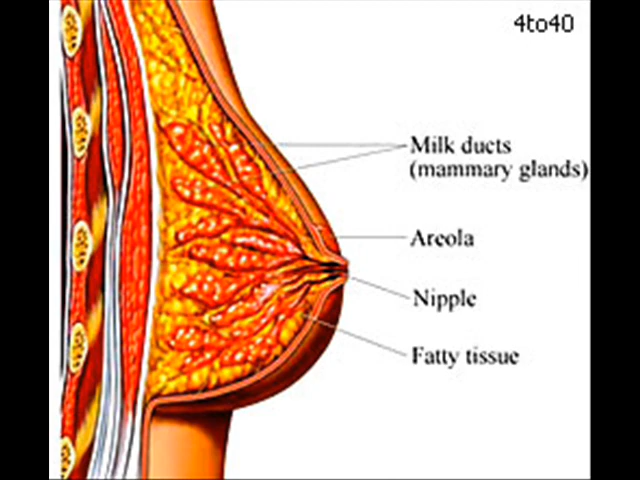 4to40
Milk ducts
(mammary glands)
Areola
Nipple
Fatty tissue